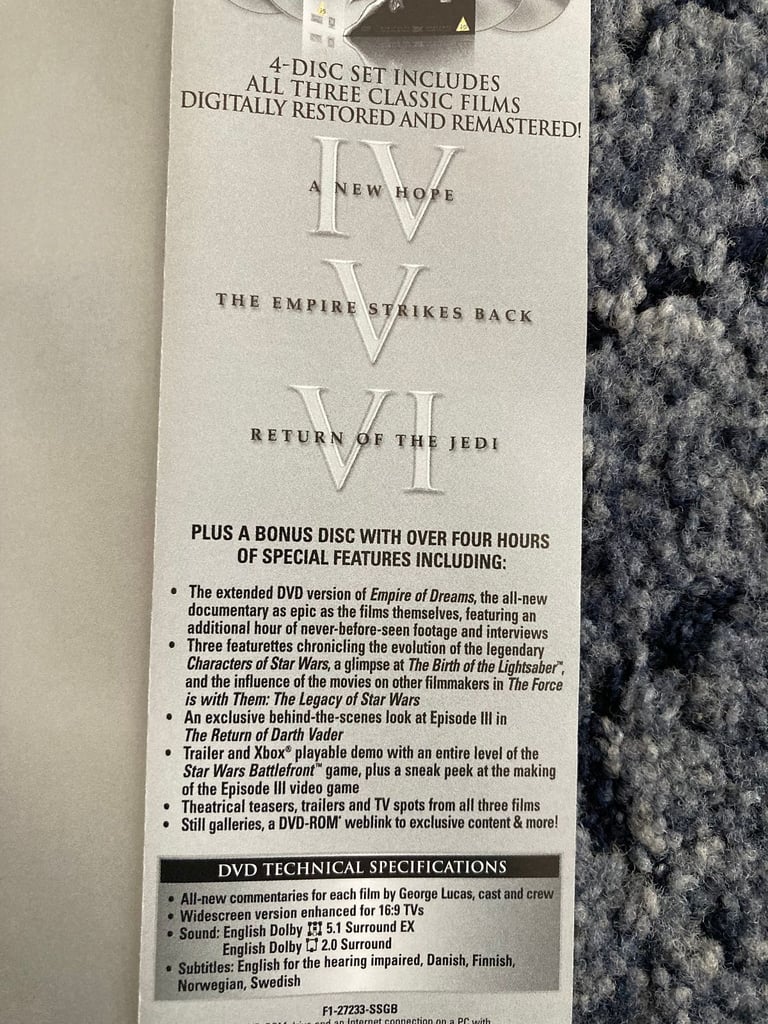 4-DISC SET INCLUDES
ALL THREE CLASSIC FILMS
DIGITALLY RESTORED AND REMASTERED!
IV
A NEW HOPE
V
THE EMPIRE STRIKES BACK
VI
RETURN OF THE JEDI
PLUS A BONUS DISC WITH OVER FOUR HOURS
OF SPECIAL FEATURES INCLUDING:
• The extended DVD version of Empire of Dreams, the all-new
documentary as epic as the films themselves, featuring an
additional hour of never-before-seen footage and interviews
• Three featurettes chronicling the evolution of the legendary
Characters of Star Wars, a glimpse at The Birth of the Lightsaber™,
and the influence of the movies on other filmmakers in The Force
is with Them: The Legacy of Star Wars
• An exclusive behind-the-scenes look at Episode III in
The Return of Darth Vader
• Trailer and Xbox® playable demo with an entire level of the
Star Wars Battlefront™ game, plus a sneak peek at the making
of the Episode III video game
• Theatrical teasers, trailers and TV spots from all three films
• Still galleries, a DVD-ROM* weblink to exclusive content & more!
DVD TECHNICAL SPECIFICATIONS
• All-new commentaries for each film by George Lucas, cast and crew
• Widescreen version enhanced for 16:9 TVs
• Sound: English Dolby 5.1 Surround EX
English Dolby 2.0 Surround
• Subtitles: English for the hearing impaired, Danish, Finnish,
Norwegian, Swedish
F1-27233-SSGB
and an Internet connection on a PC with